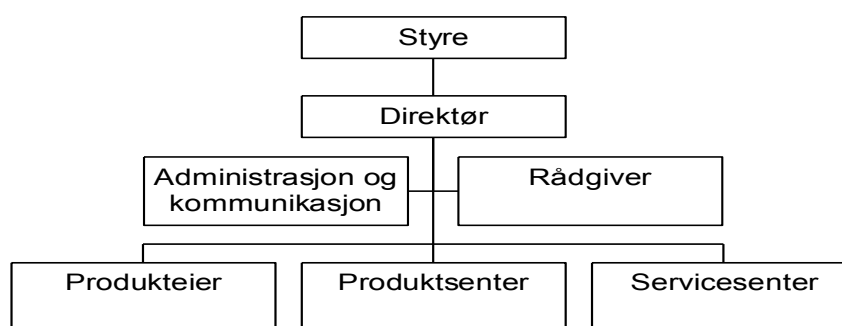 Styre
Direktør
Administrasjon og
kommunikasjon
Rådgiver
Produkteier
Produktsenter
Servicesenter